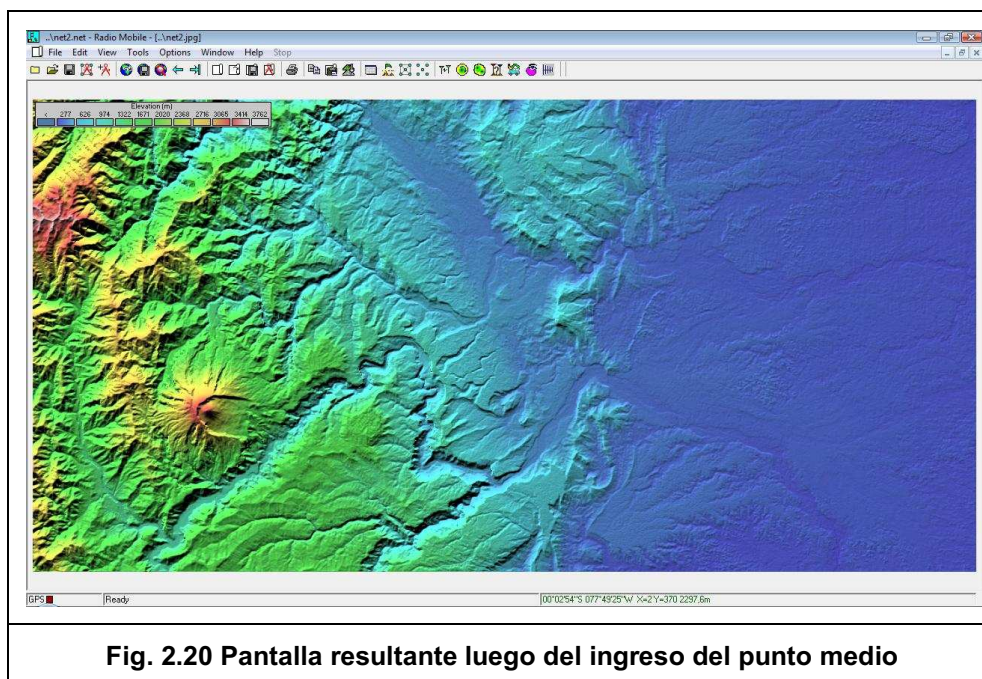 ..\net2.net - Radio Mobile - [..\net2.jpg]
File Edit View Tools Options Window Help Stop
Elevation (m)
< 277 626 974 1322 1671 2020 2368 2716 3065 3414 3762
GPS Ready 00°02'54"S 077°49'25"W X=2 Y=370 2297,6m
Fig. 2.20 Pantalla resultante luego del ingreso del punto medio